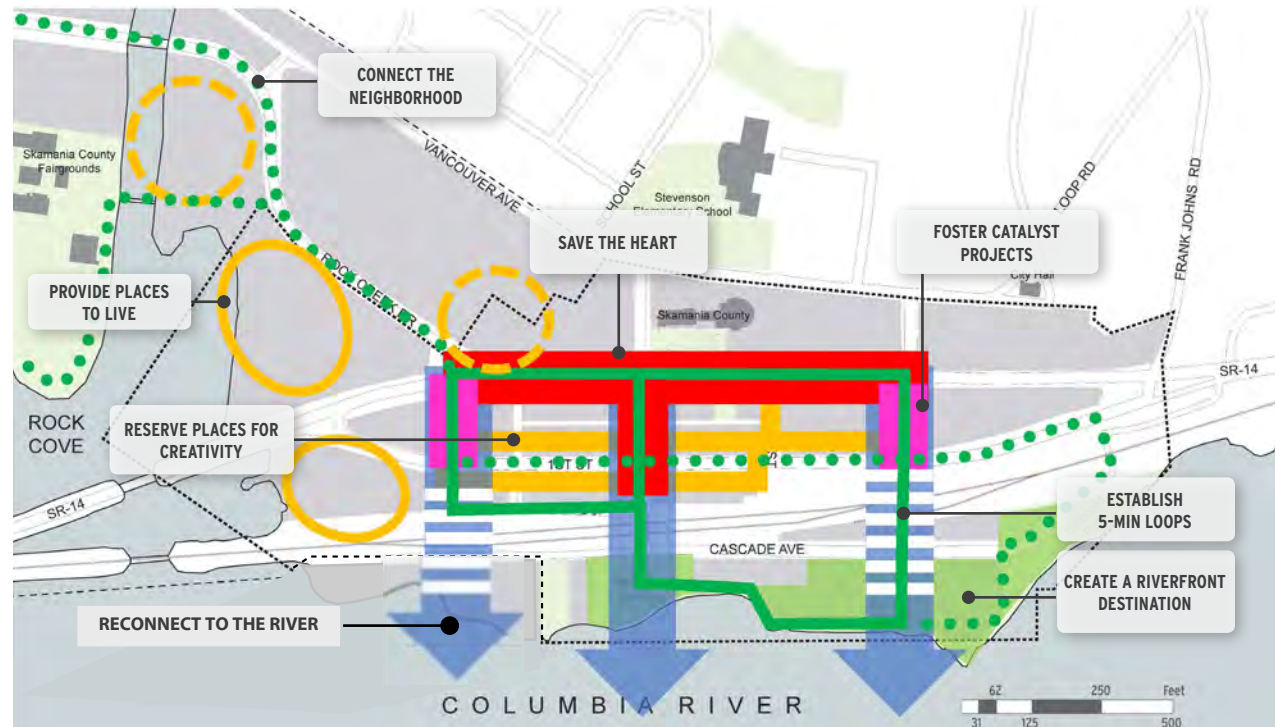 CONNECT THE
NEIGHBORHOOD
Skamania County
Fairgrounds
VANCOUVER AVE
SCHOOL ST
Stevenson
Elementary School
LOOP RD
FRANK JOHNS RD
SAVE THE HEART
FOSTER CATALYST
PROJECTS
City Hall
ROCK CREEK DR
PROVIDE PLACES
TO LIVE
Skamania County
SR-14
ROCK
COVE
RESERVE PLACES FOR
CREATIVITY
1ST ST
ST
SR-14
ESTABLISH
5-MIN LOOPS
CASCADE AVE
CREATE A RIVERFRONT
DESTINATION
RECONNECT TO THE RIVER
COLUMBIA RIVER
62 250 Feet
31 125 500